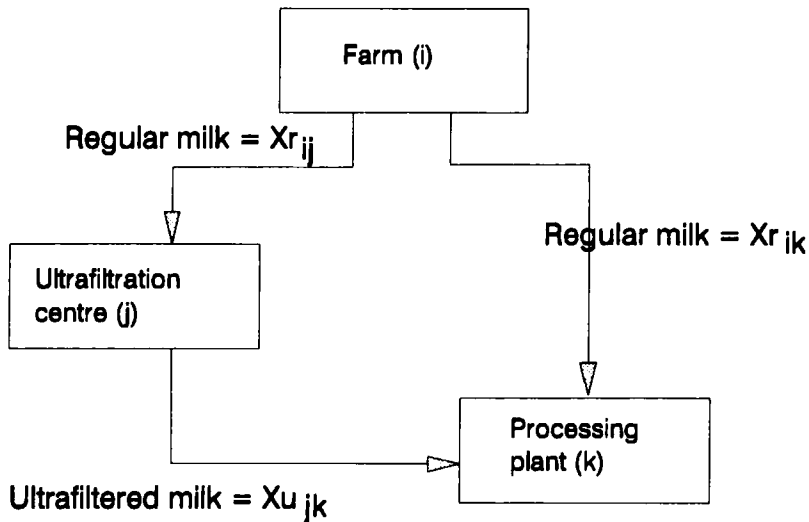 Farm (i)
Regular milk = Xr ij
Regular milk = Xr ik
Ultrafiltration
centre (j)
Processing
plant (k)
Ultrafiltered milk = Xu jk